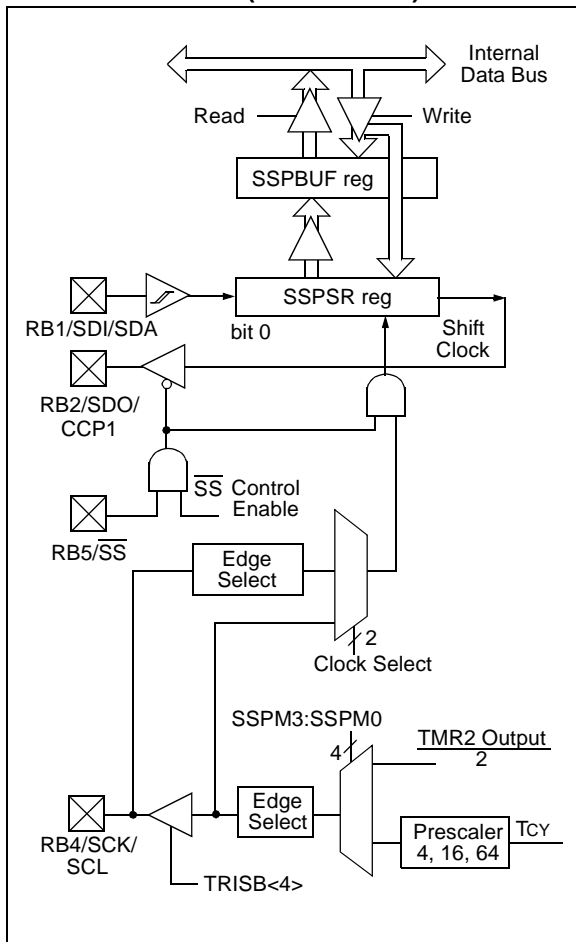 Internal
Data Bus
Read
Write
SSPBUF reg
SSPSR reg
RB1/SDI/SDA
bit 0
Shift
Clock
RB2/SDO/
CCP1
SS Control
Enable
RB5/SS
Edge
Select
2
Clock Select
SSPM3:SSPM0
4
TMR2 Output
2
Edge
Select
Prescaler
4, 16, 64
TCY
RB4/SCK/
SCL
TRISB<4>